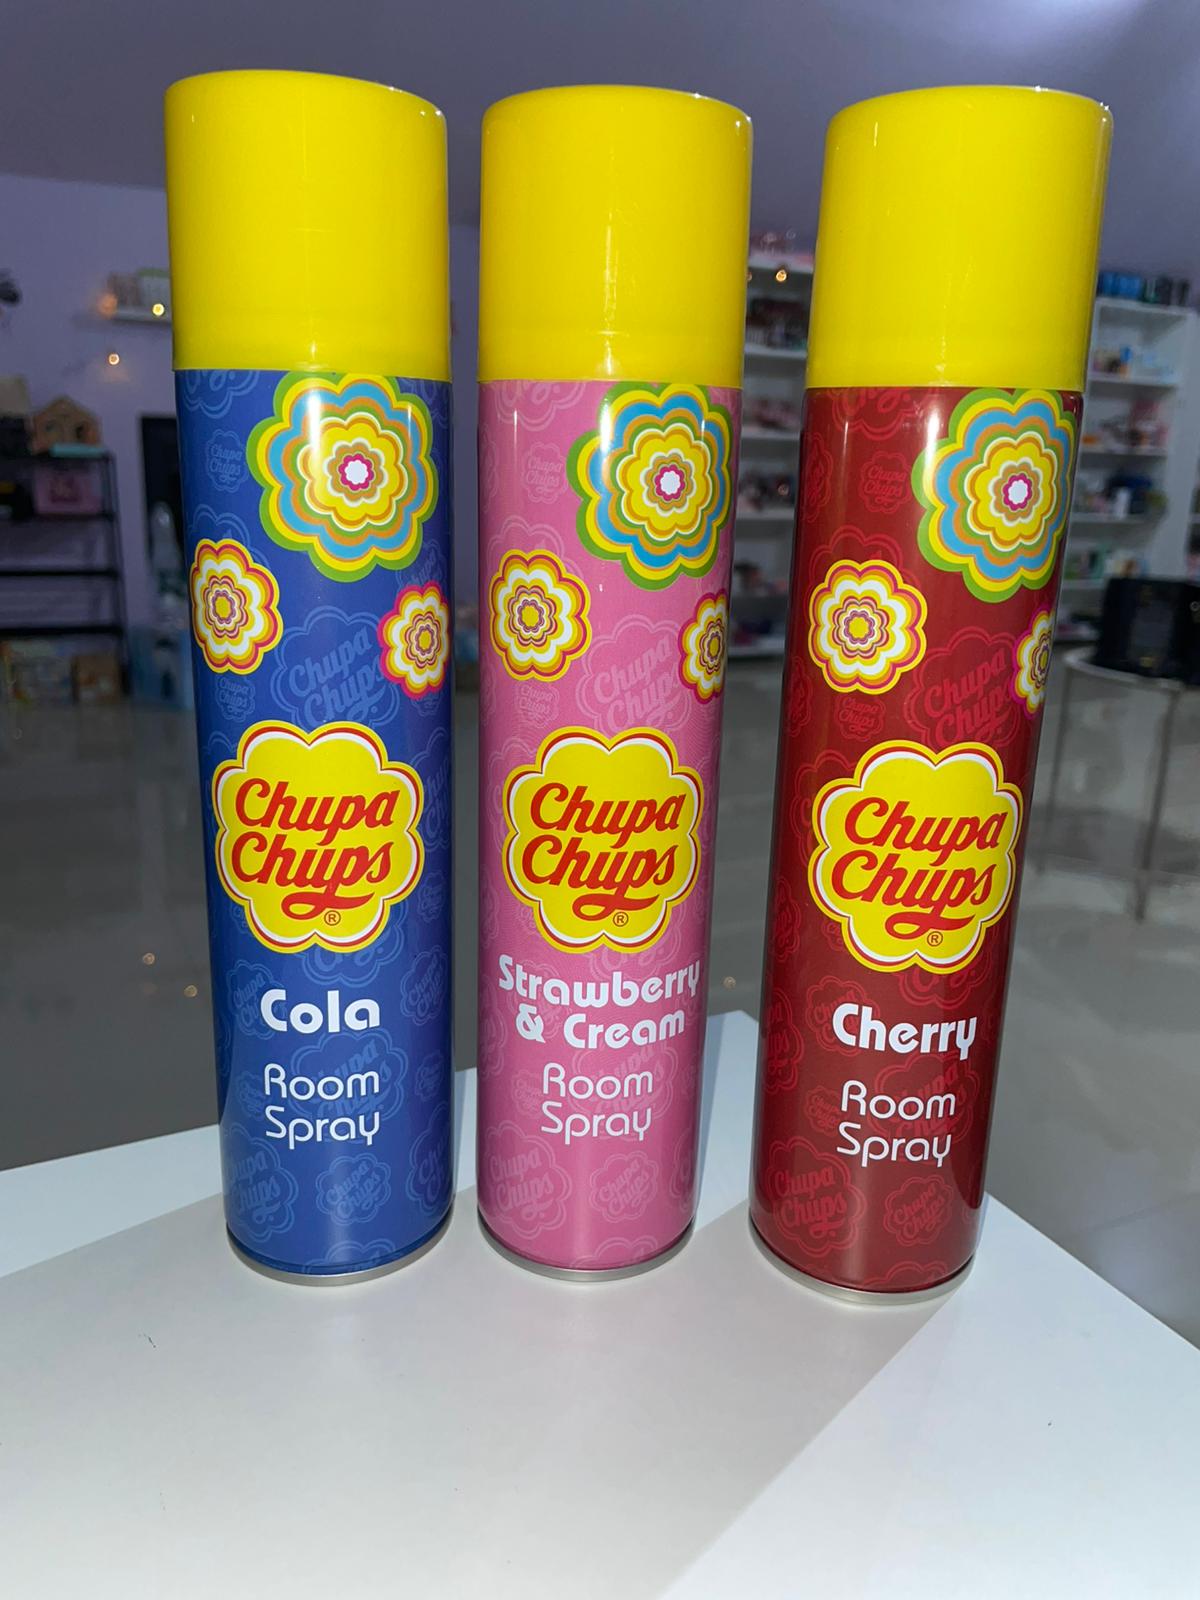 Chupa
Chups
®
Cola
Room
Spray
Chupa
Chups
®
Strawberry
& Cream
Room
Spray
Chupa
Chups
®
Cherry
Room
Spray